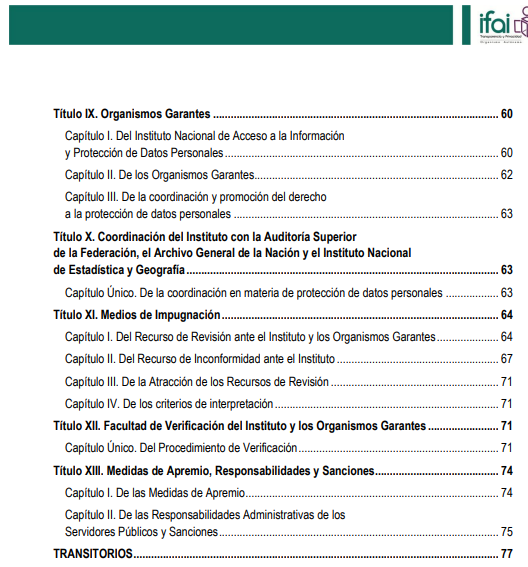 ifai
Título IX. Organismos Garantes ........ 60
Capítulo I. Del Instituto Nacional de Acceso a la Información
y Protección de Datos Personales ........ 60
Capítulo II. De los Organismos Garantes ........ 62
Capítulo III. De la coordinación y promoción del derecho
a la protección de datos personales ........ 63
Título X. Coordinación del Instituto con la Auditoría Superior
de la Federación, el Archivo General de la Nación y el Instituto Nacional
de Estadística y Geografía ........ 63
Capítulo Único. De la coordinación en materia de protección de datos personales ........ 63
Título XI. Medios de Impugnación ........ 64
Capítulo I. Del Recurso de Revisión ante el Instituto y los Organismos Garantes ........ 64
Capítulo II. Del Recurso de Inconformidad ante el Instituto ........ 67
Capítulo III. De la Atracción de los Recursos de Revisión ........ 71
Capítulo IV. De los criterios de interpretación ........ 71
Título XII. Facultad de Verificación del Instituto y los Organismos Garantes ........ 71
Capítulo Único. Del Procedimiento de Verificación ........ 71
Título XIII. Medidas de Apremio, Responsabilidades y Sanciones ........ 74
Capítulo I. De las Medidas de Apremio ........ 74
Capítulo II. De las Responsabilidades Administrativas de los
Servidores Públicos y Sanciones ........ 75
TRANSITORIOS ........ 77